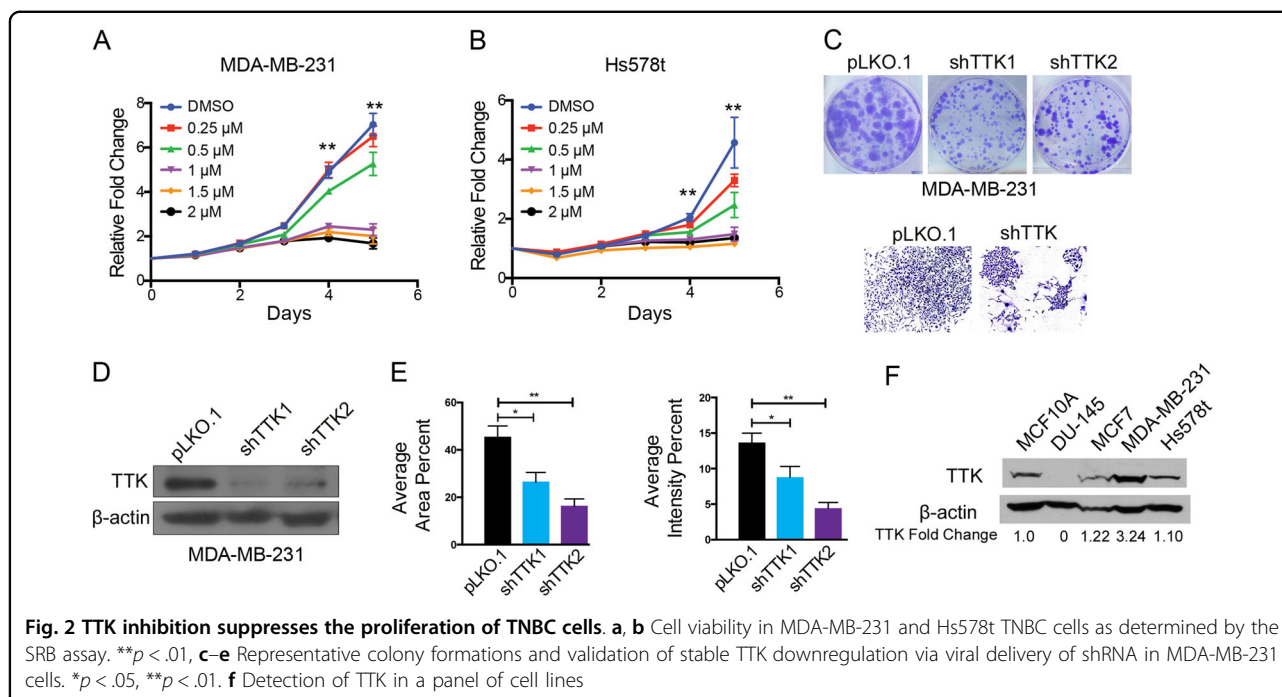 A
MDA-MB-231
Relative Fold Change
8
6
4
2
0
0 2 4 6
Days
DMSO
0.25 µM
0.5 µM
1 µM
1.5 µM
2 µM
**
**
B
Hs578t
Relative Fold Change
6
4
2
0
0 2 4 6
Days
DMSO
0.25 µM
0.5 µM
1 µM
1.5 µM
2 µM
**
**
C
pLKO.1 shTTK1 shTTK2
MDA-MB-231
pLKO.1 shTTK
D
pLKO.1 shTTK1 shTTK2
TTK
β-actin
MDA-MB-231
E
Average
Area Percent
60
40
20
0
**
*
pLKO.1 shTTK1 shTTK2
Average
Intensity Percent
20
15
10
5
0
**
*
pLKO.1 shTTK1 shTTK2
F
MCF10A DU-145 MCF7 MDA-MB-231 Hs578t
TTK
β-actin
TTK Fold Change 1.0 0 1.22 3.24 1.10
Fig. 2 TTK inhibition suppresses the proliferation of TNBC cells. a, b Cell viability in MDA-MB-231 and Hs578t TNBC cells as determined by the
SRB assay. **p < .01, c–e Representative colony formations and validation of stable TTK downregulation via viral delivery of shRNA in MDA-MB-231
cells. *p < .05, **p < .01. f Detection of TTK in a panel of cell lines